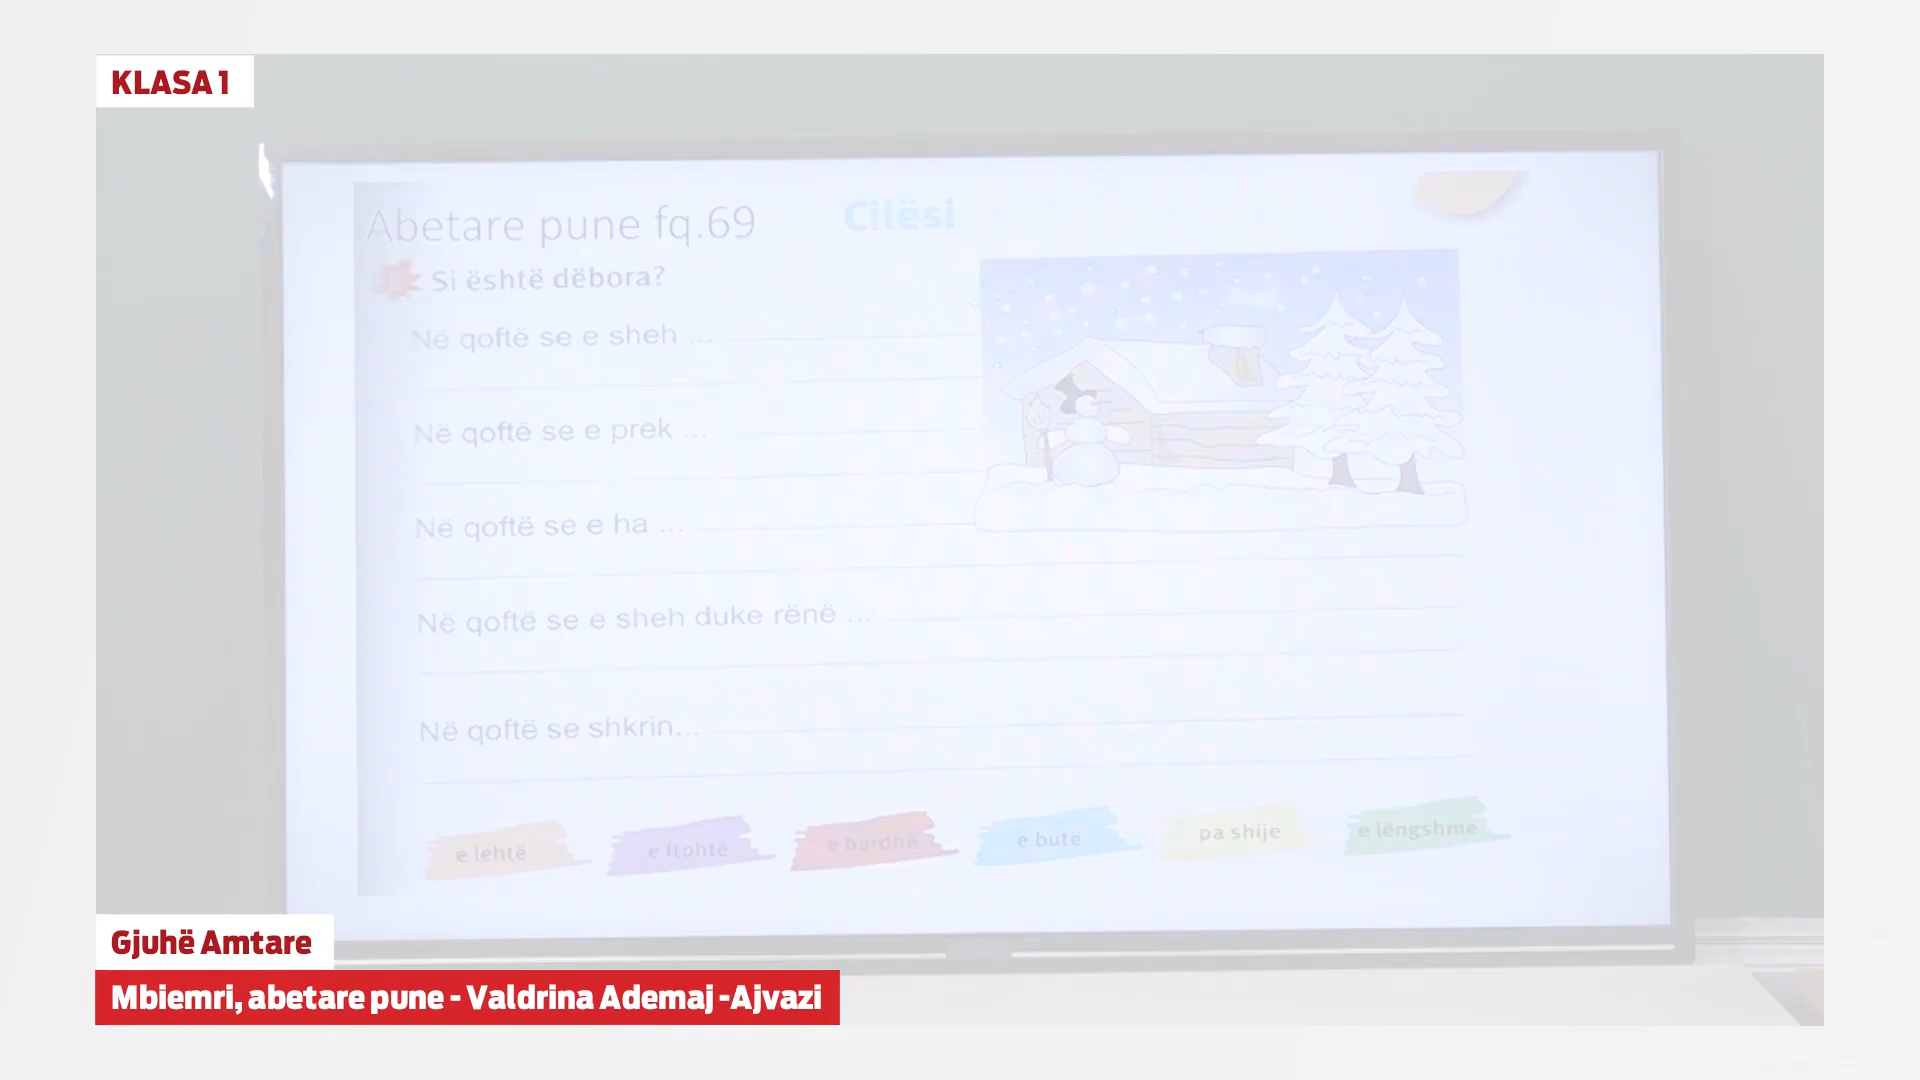 KLASA 1
Abetare pune fq.69
Cilësi
Si është dëbora?
Në qoftë se e sheh ...
Në qoftë se e prek ...
Në qoftë se e ha ...
Në qoftë se e sheh duke rënë ...
Në qoftë se shkrin...
e lehtë
e ftohtë
e bardhë
e butë
pa shije
e lëngshme
Gjuhë Amtare
Mbiemri, abetare pune - Valdrina Ademaj -Ajvazi